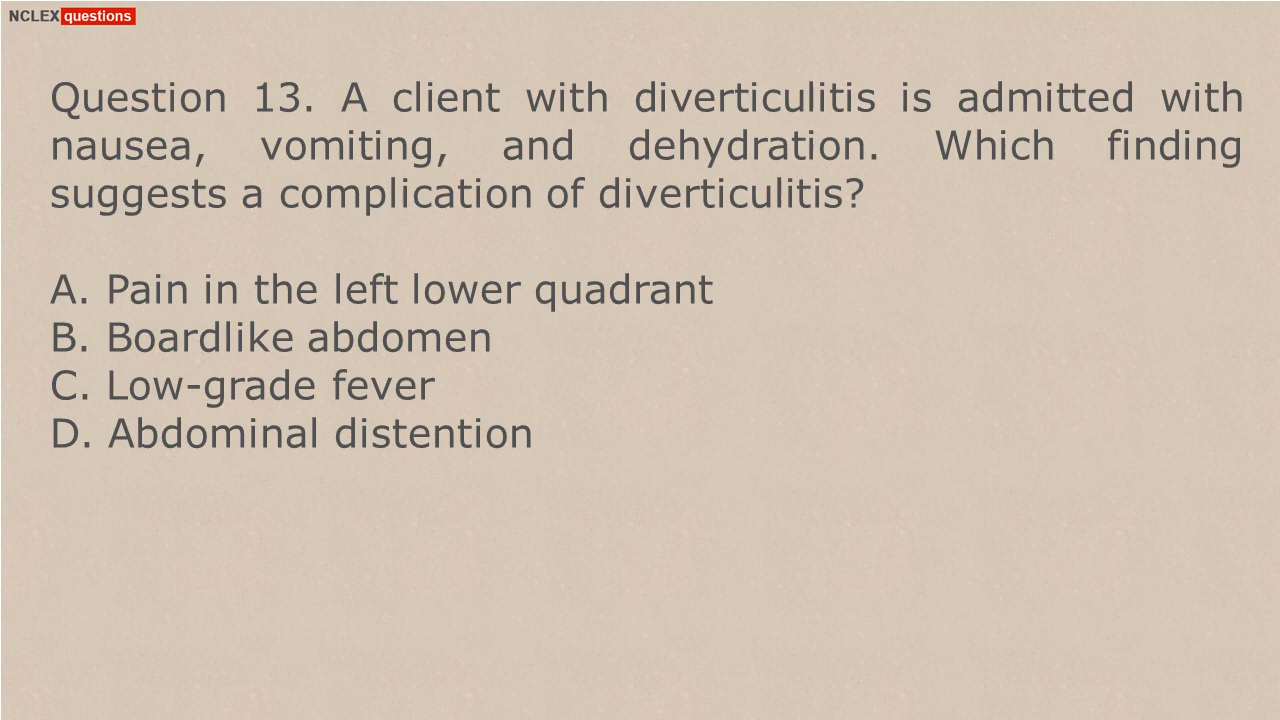 NCLEX questions
Question 13. A client with diverticulitis is admitted with
nausea, vomiting, and dehydration. Which finding
suggests a complication of diverticulitis?
A. Pain in the left lower quadrant
B. Boardlike abdomen
C. Low-grade fever
D. Abdominal distention